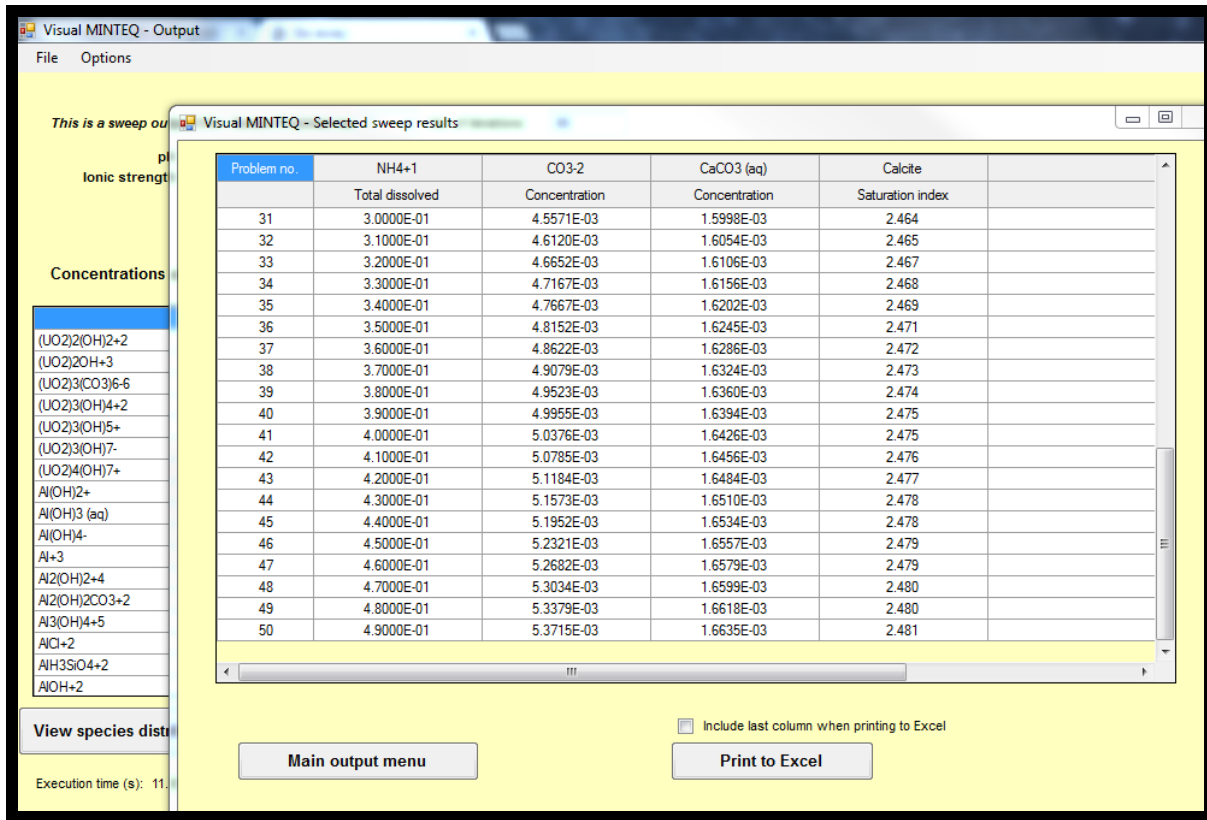 Visual MINTEQ - Output
File Options
This is a sweep ou
Visual MINTEQ - Selected sweep results
Ionic strengt
Problem no. NH4+1 CO3-2 CaCO3 (aq) Calcite
Total dissolved Concentration Concentration Saturation index
31 3.0000E-01 4.5571E-03 1.5998E-03 2.464
32 3.1000E-01 4.6120E-03 1.6054E-03 2.465
33 3.2000E-01 4.6652E-03 1.6106E-03 2.467
34 3.3000E-01 4.7167E-03 1.6156E-03 2.468
35 3.4000E-01 4.7667E-03 1.6202E-03 2.469
36 3.5000E-01 4.8152E-03 1.6245E-03 2.471
37 3.6000E-01 4.8622E-03 1.6286E-03 2.472
38 3.7000E-01 4.9079E-03 1.6324E-03 2.473
39 3.8000E-01 4.9523E-03 1.6360E-03 2.474
40 3.9000E-01 4.9955E-03 1.6394E-03 2.475
41 4.0000E-01 5.0376E-03 1.6426E-03 2.475
42 4.1000E-01 5.0785E-03 1.6456E-03 2.476
43 4.2000E-01 5.1184E-03 1.6484E-03 2.477
44 4.3000E-01 5.1573E-03 1.6510E-03 2.478
45 4.4000E-01 5.1952E-03 1.6534E-03 2.478
46 4.5000E-01 5.2321E-03 1.6557E-03 2.479
47 4.6000E-01 5.2682E-03 1.6579E-03 2.479
48 4.7000E-01 5.3034E-03 1.6599E-03 2.480
49 4.8000E-01 5.3379E-03 1.6618E-03 2.480
50 4.9000E-01 5.3715E-03 1.6635E-03 2.481
Concentrations
(UO2)2(OH)2+2
(UO2)2OH+3
(UO2)3(CO3)6-6
(UO2)3(OH)4+2
(UO2)3(OH)5+
(UO2)3(OH)7-
(UO2)4(OH)7+
Al(OH)2+
Al(OH)3 (aq)
Al(OH)4-
Al+3
Al2(OH)2+4
Al2(OH)2CO3+2
Al3(OH)4+5
AlCl+2
AlH3SiO4+2
AlOH+2
View species distr
Include last column when printing to Excel
Main output menu
Print to Excel
Execution time (s): 11.